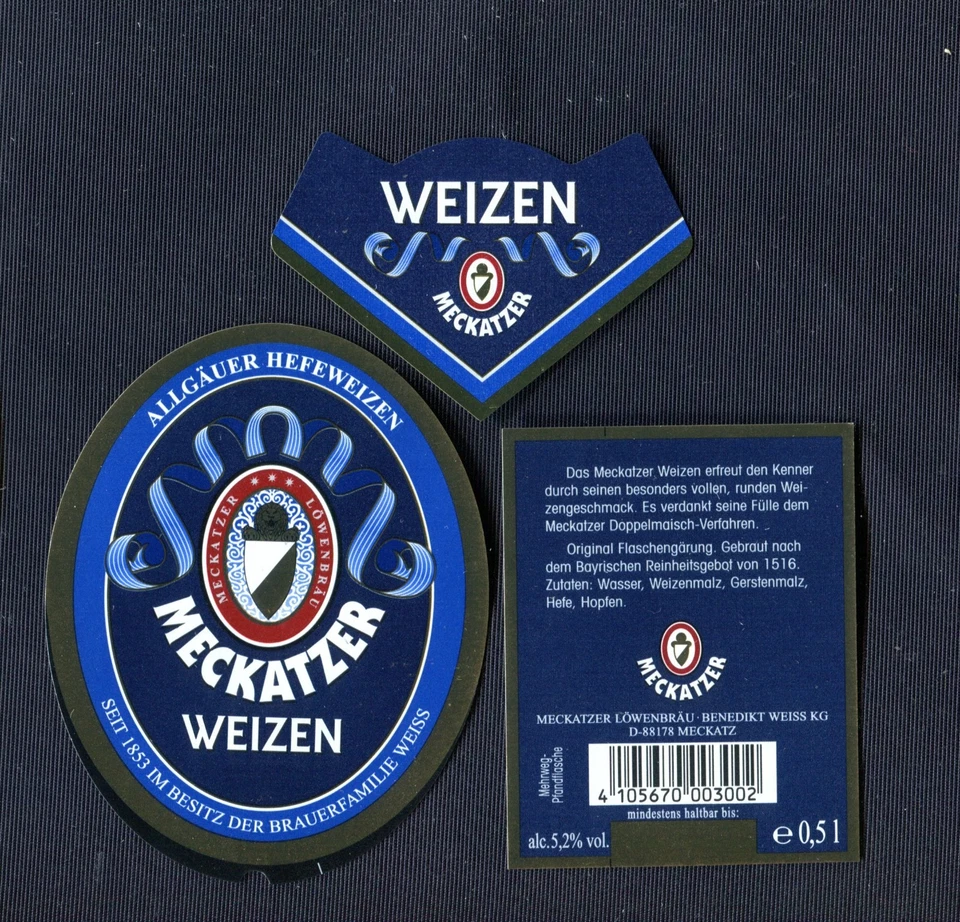 WEIZEN
MECKATZER
ALLGÄUER HEFEWEIZEN
MECKATZER *** LÖWENBRÄU
MECKATZER
WEIZEN
SEIT 1853 IM BESITZ DER BRAUERFAMILIE WEISS
Das Meckatzer Weizen erfreut den Kenner
durch seinen besonders vollen, runden Wei-
zengeschmack. Es verdankt seine Fülle dem
Meckatzer Doppelmaisch-Verfahren.
Original Flaschengärung. Gebraut nach
dem Bayrischen Reinheitsgebot von 1516.
Zutaten: Wasser, Weizenmalz, Gerstenmalz,
Hefe, Hopfen.
MECKATZER
MECKATZER LÖWENBRÄU · BENEDIKT WEISS KG
D-88178 MECKATZ
Mehrweg-
Pfandflasche
4 105670 003002
mindestens haltbar bis:
alc. 5,2% vol.
e 0,5 l